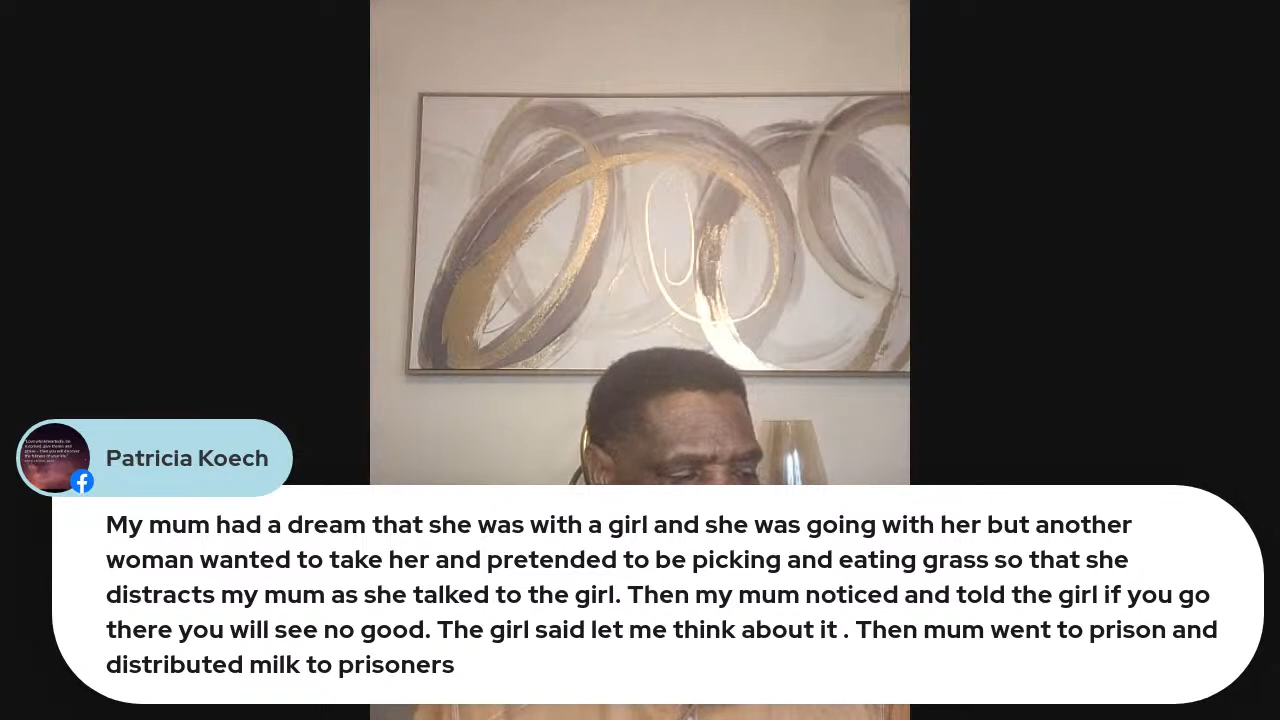 Patricia Koech
My mum had a dream that she was with a girl and she was going with her but another
woman wanted to take her and pretended to be picking and eating grass so that she
distracts my mum as she talked to the girl. Then my mum noticed and told the girl if you go
there you will see no good. The girl said let me think about it . Then mum went to prison and
distributed milk to prisoners